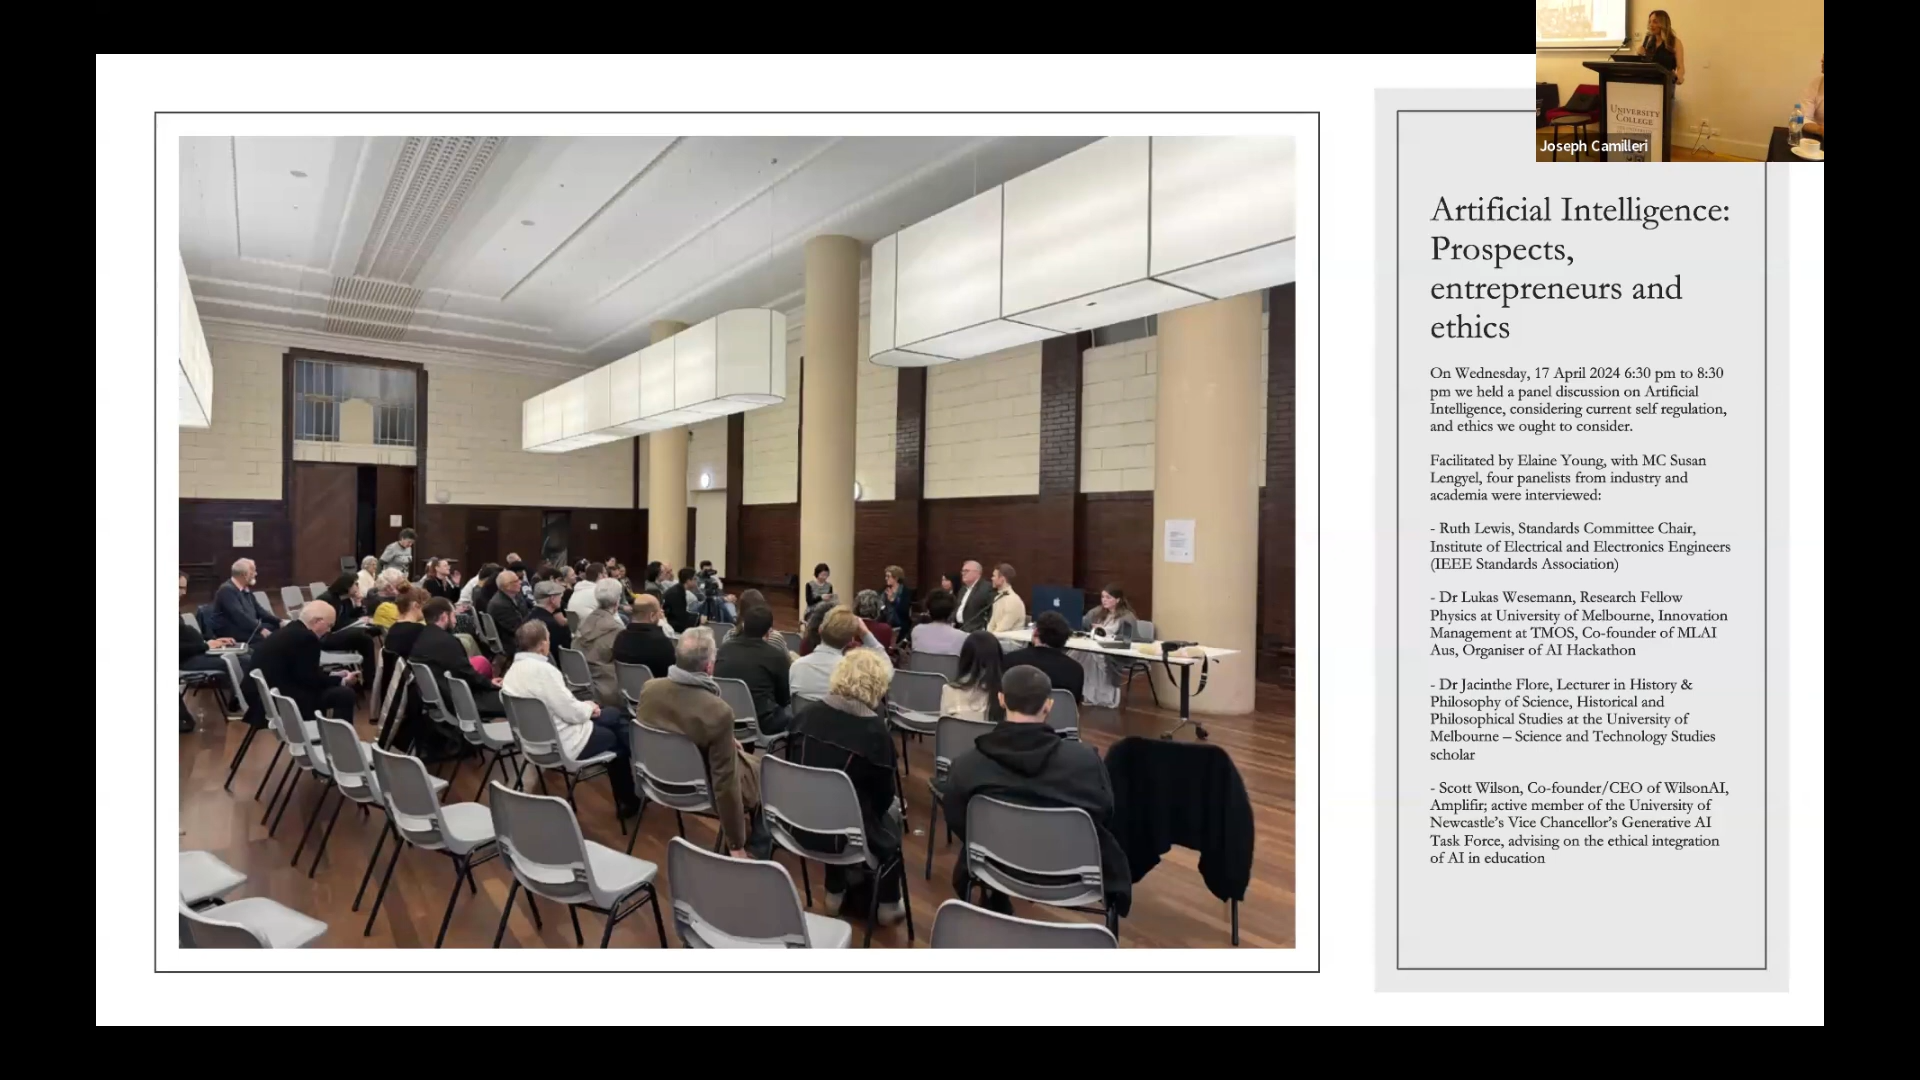 UNIVERSITY
COLLEGE
Joseph Camilleri
Artificial Intelligence:
Prospects,
entrepreneurs and
ethics
On Wednesday, 17 April 2024 6:30 pm to 8:30
pm we held a panel discussion on Artificial
Intelligence, considering current self regulation,
and ethics we ought to consider.
Facilitated by Elaine Young, with MC Susan
Lengyel, four panelists from industry and
academia were interviewed:
- Ruth Lewis, Standards Committee Chair,
Institute of Electrical and Electronics Engineers
(IEEE Standards Association)
- Dr Lukas Wesemann, Research Fellow
Physics at University of Melbourne, Innovation
Management at TMOS, Co-founder of MLAI
Aus, Organiser of AI Hackathon
- Dr Jacinthe Flore, Lecturer in History &
Philosophy of Science, Historical and
Philosophical Studies at the University of
Melbourne – Science and Technology Studies
scholar
- Scott Wilson, Co-founder/CEO of WilsonAI,
Amplifir; active member of the University of
Newcastle's Vice Chancellor's Generative AI
Task Force, advising on the ethical integration
of AI in education